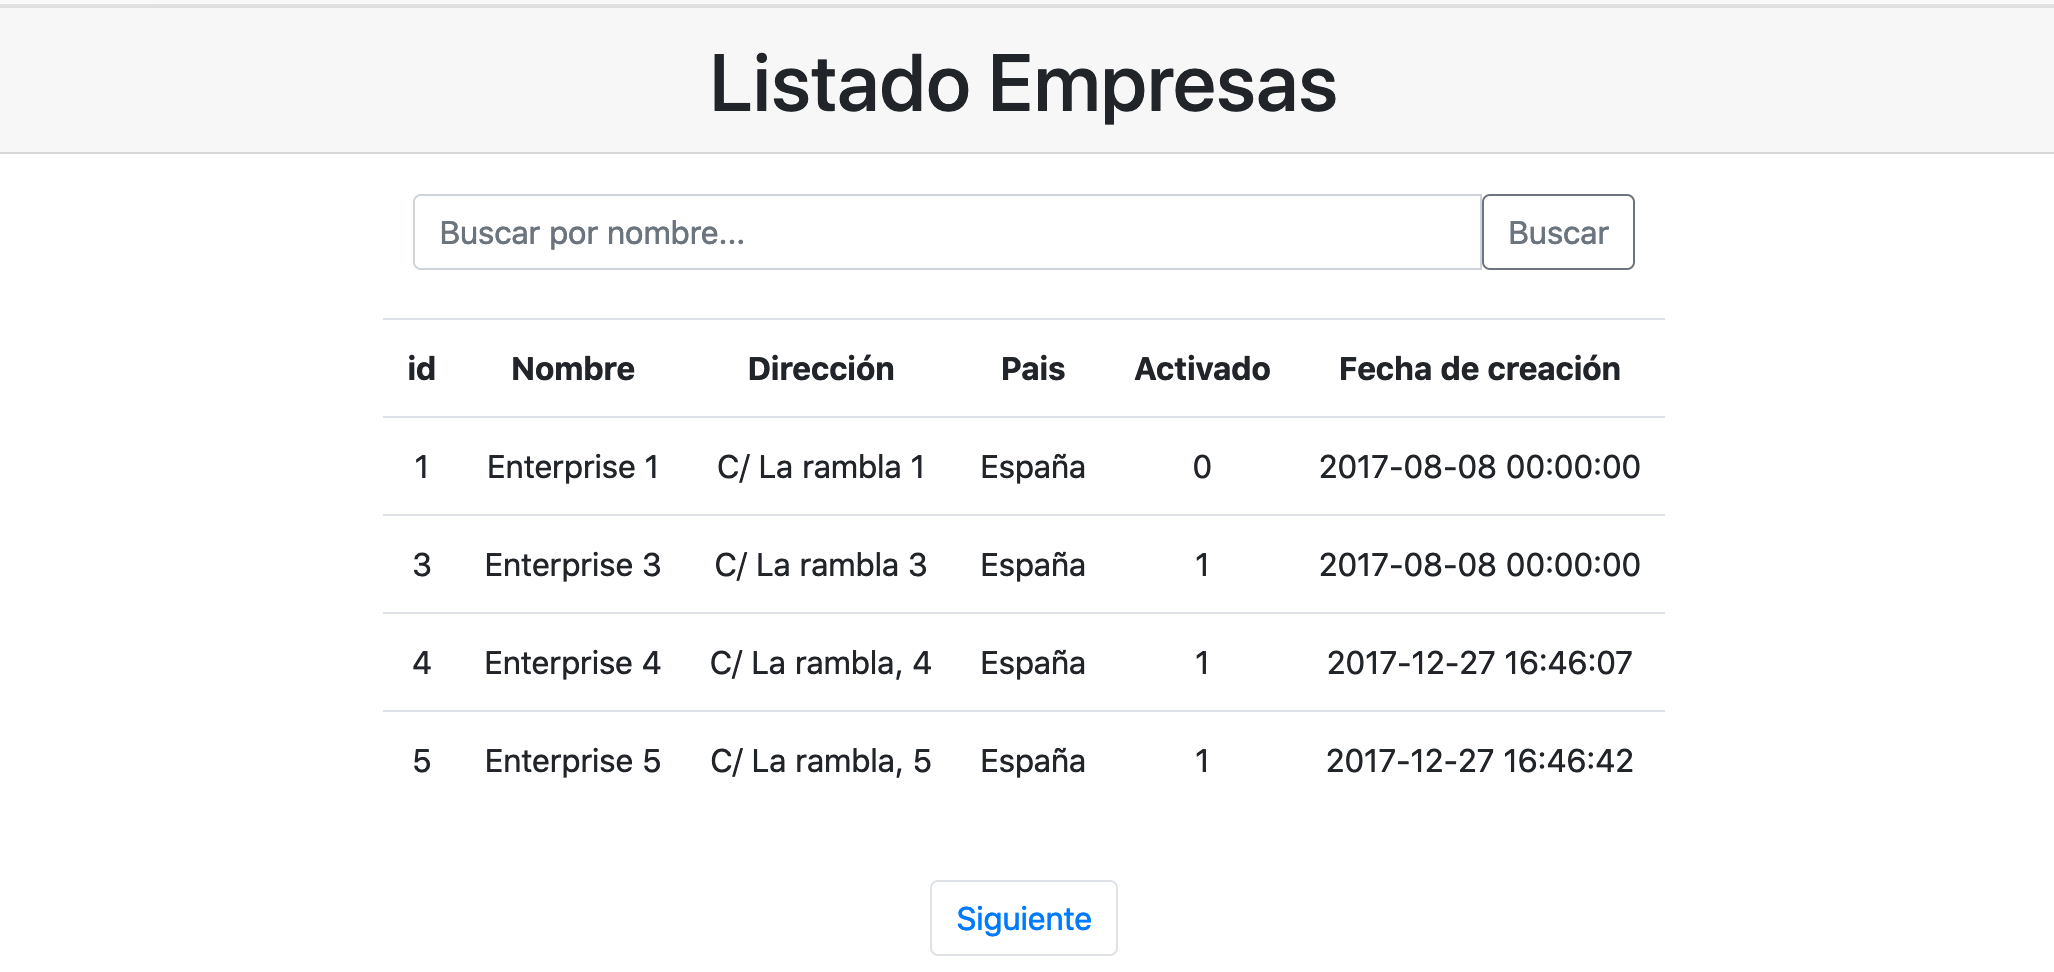 Listado Empresas
Buscar por nombre... Buscar
id Nombre Dirección Pais Activado Fecha de creación
1 Enterprise 1 C/ La rambla 1 España 0 2017-08-08 00:00:00
3 Enterprise 3 C/ La rambla 3 España 1 2017-08-08 00:00:00
4 Enterprise 4 C/ La rambla, 4 España 1 2017-12-27 16:46:07
5 Enterprise 5 C/ La rambla, 5 España 1 2017-12-27 16:46:42
Siguiente